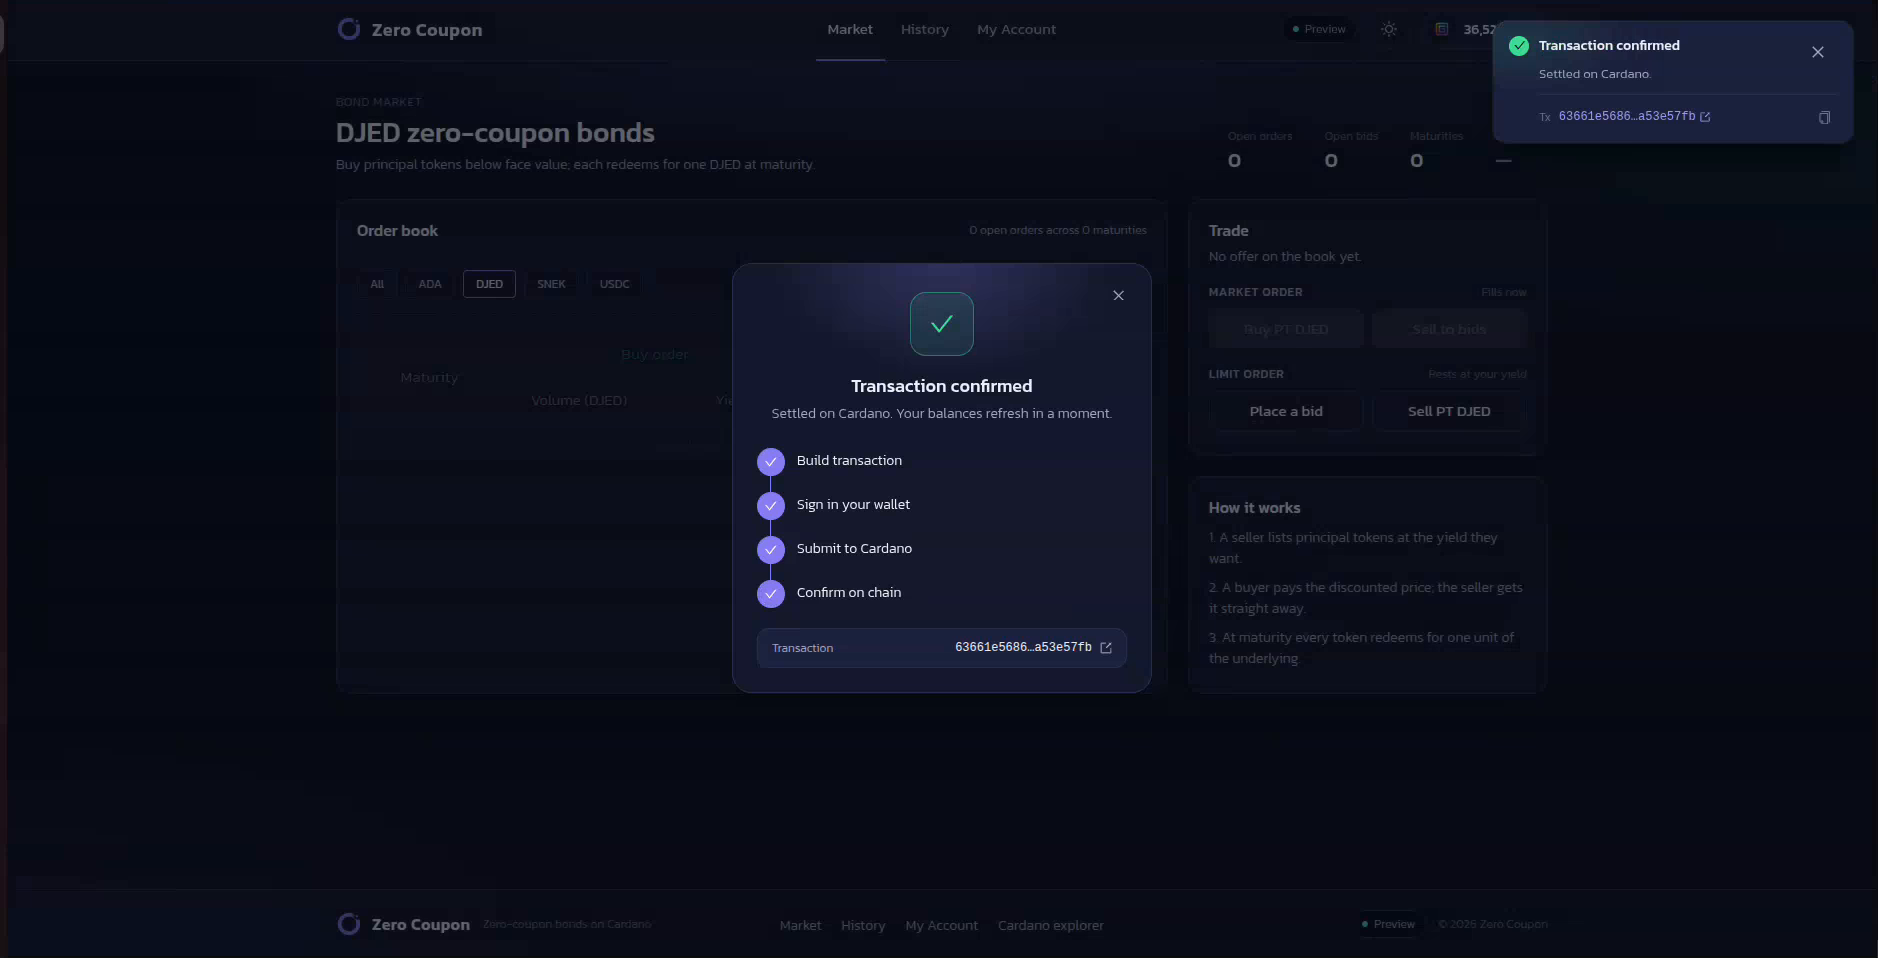 Zero Coupon
Market
History
My Account
Preview
36,52
Transaction confirmed
Settled on Cardano.
Tx 63661e5686…a53e57fb
BOND MARKET
DJED zero-coupon bonds
Buy principal tokens below face value; each redeems for one DJED at maturity.
Open orders
0
Open bids
0
Maturities
0
—
Order book
0 open orders across 0 maturities
All
ADA
DJED
SNEK
USDC
Buy order
Maturity
Volume (DJED)
Trade
No offer on the book yet.
MARKET ORDER
Fills now
Buy PT DJED
Sell to bids
LIMIT ORDER
Rests at your yield
Place a bid
Sell PT DJED
Transaction confirmed
Settled on Cardano. Your balances refresh in a moment.
Build transaction
Sign in your wallet
Submit to Cardano
Confirm on chain
Transaction
63661e5686…a53e57fb
How it works
1. A seller lists principal tokens at the yield they
want.
2. A buyer pays the discounted price; the seller gets
it straight away.
3. At maturity every token redeems for one unit of
the underlying.
Zero Coupon
Zero-coupon bonds on Cardano
Market
History
My Account
Cardano explorer
Preview
© 2026 Zero Coupon